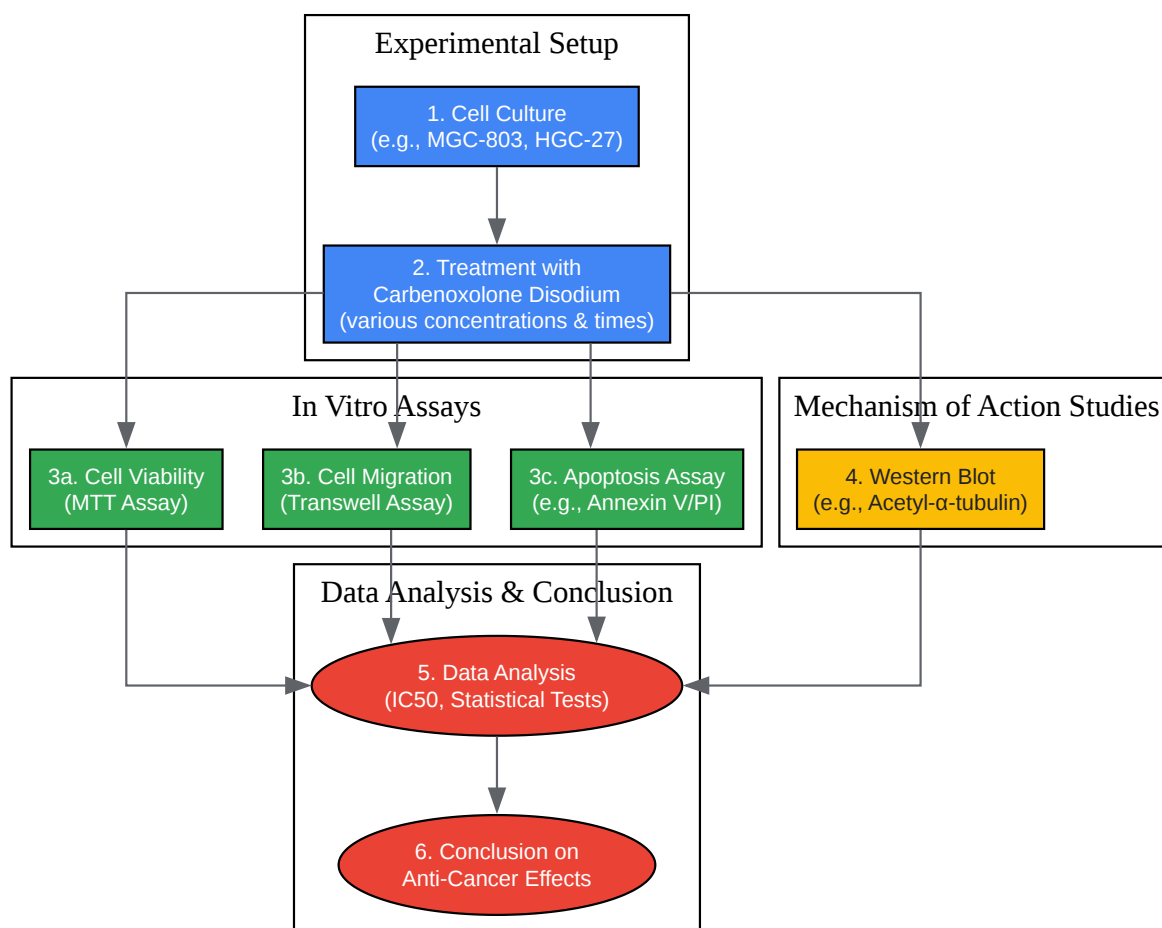 Experimental Setup
1. Cell Culture
(e.g., MGC-803, HGC-27)
2. Treatment with
Carbenoxolone Disodium
(various concentrations & times)
In Vitro Assays
Mechanism of Action Studies
3a. Cell Viability
(MTT Assay)
3b. Cell Migration
(Transwell Assay)
3c. Apoptosis Assay
(e.g., Annexin V/PI)
4. Western Blot
(e.g., Acetyl-α-tubulin)
Data Analysis & Conclusion
5. Data Analysis
(IC50, Statistical Tests)
6. Conclusion on
Anti-Cancer Effects